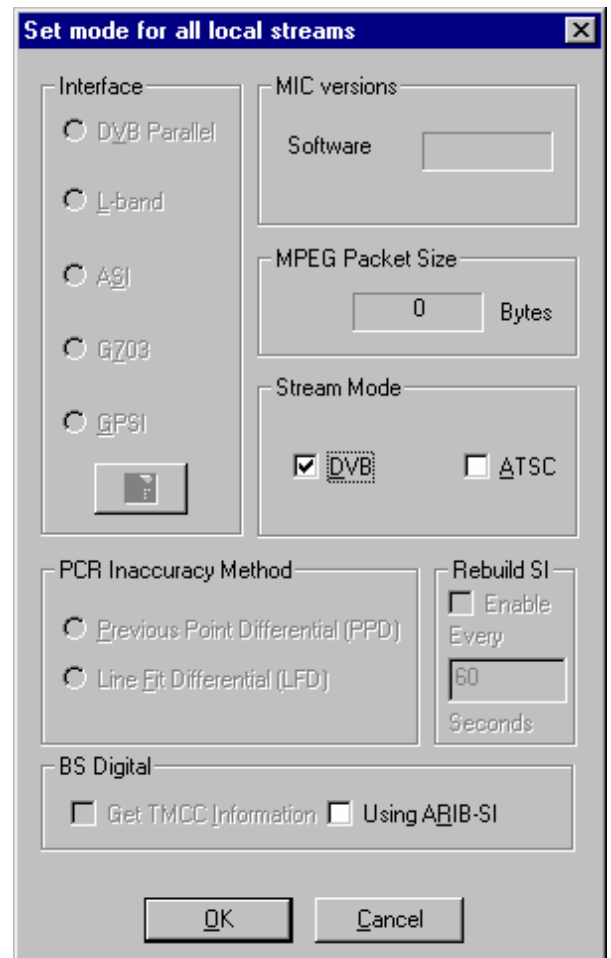 Set mode for all local streams
Interface
DVB Parallel
L-band
ASI
G703
GPSI
MIC versions
Software
MPEG Packet Size
0 Bytes
Stream Mode
DVB ATSC
PCR Inaccuracy Method
Previous Point Differential (PPD)
Line Fit Differential (LFD)
Rebuild SI
Enable
Every
60
Seconds
BS Digital
Get TMCC Information Using ARIB-SI
OK Cancel